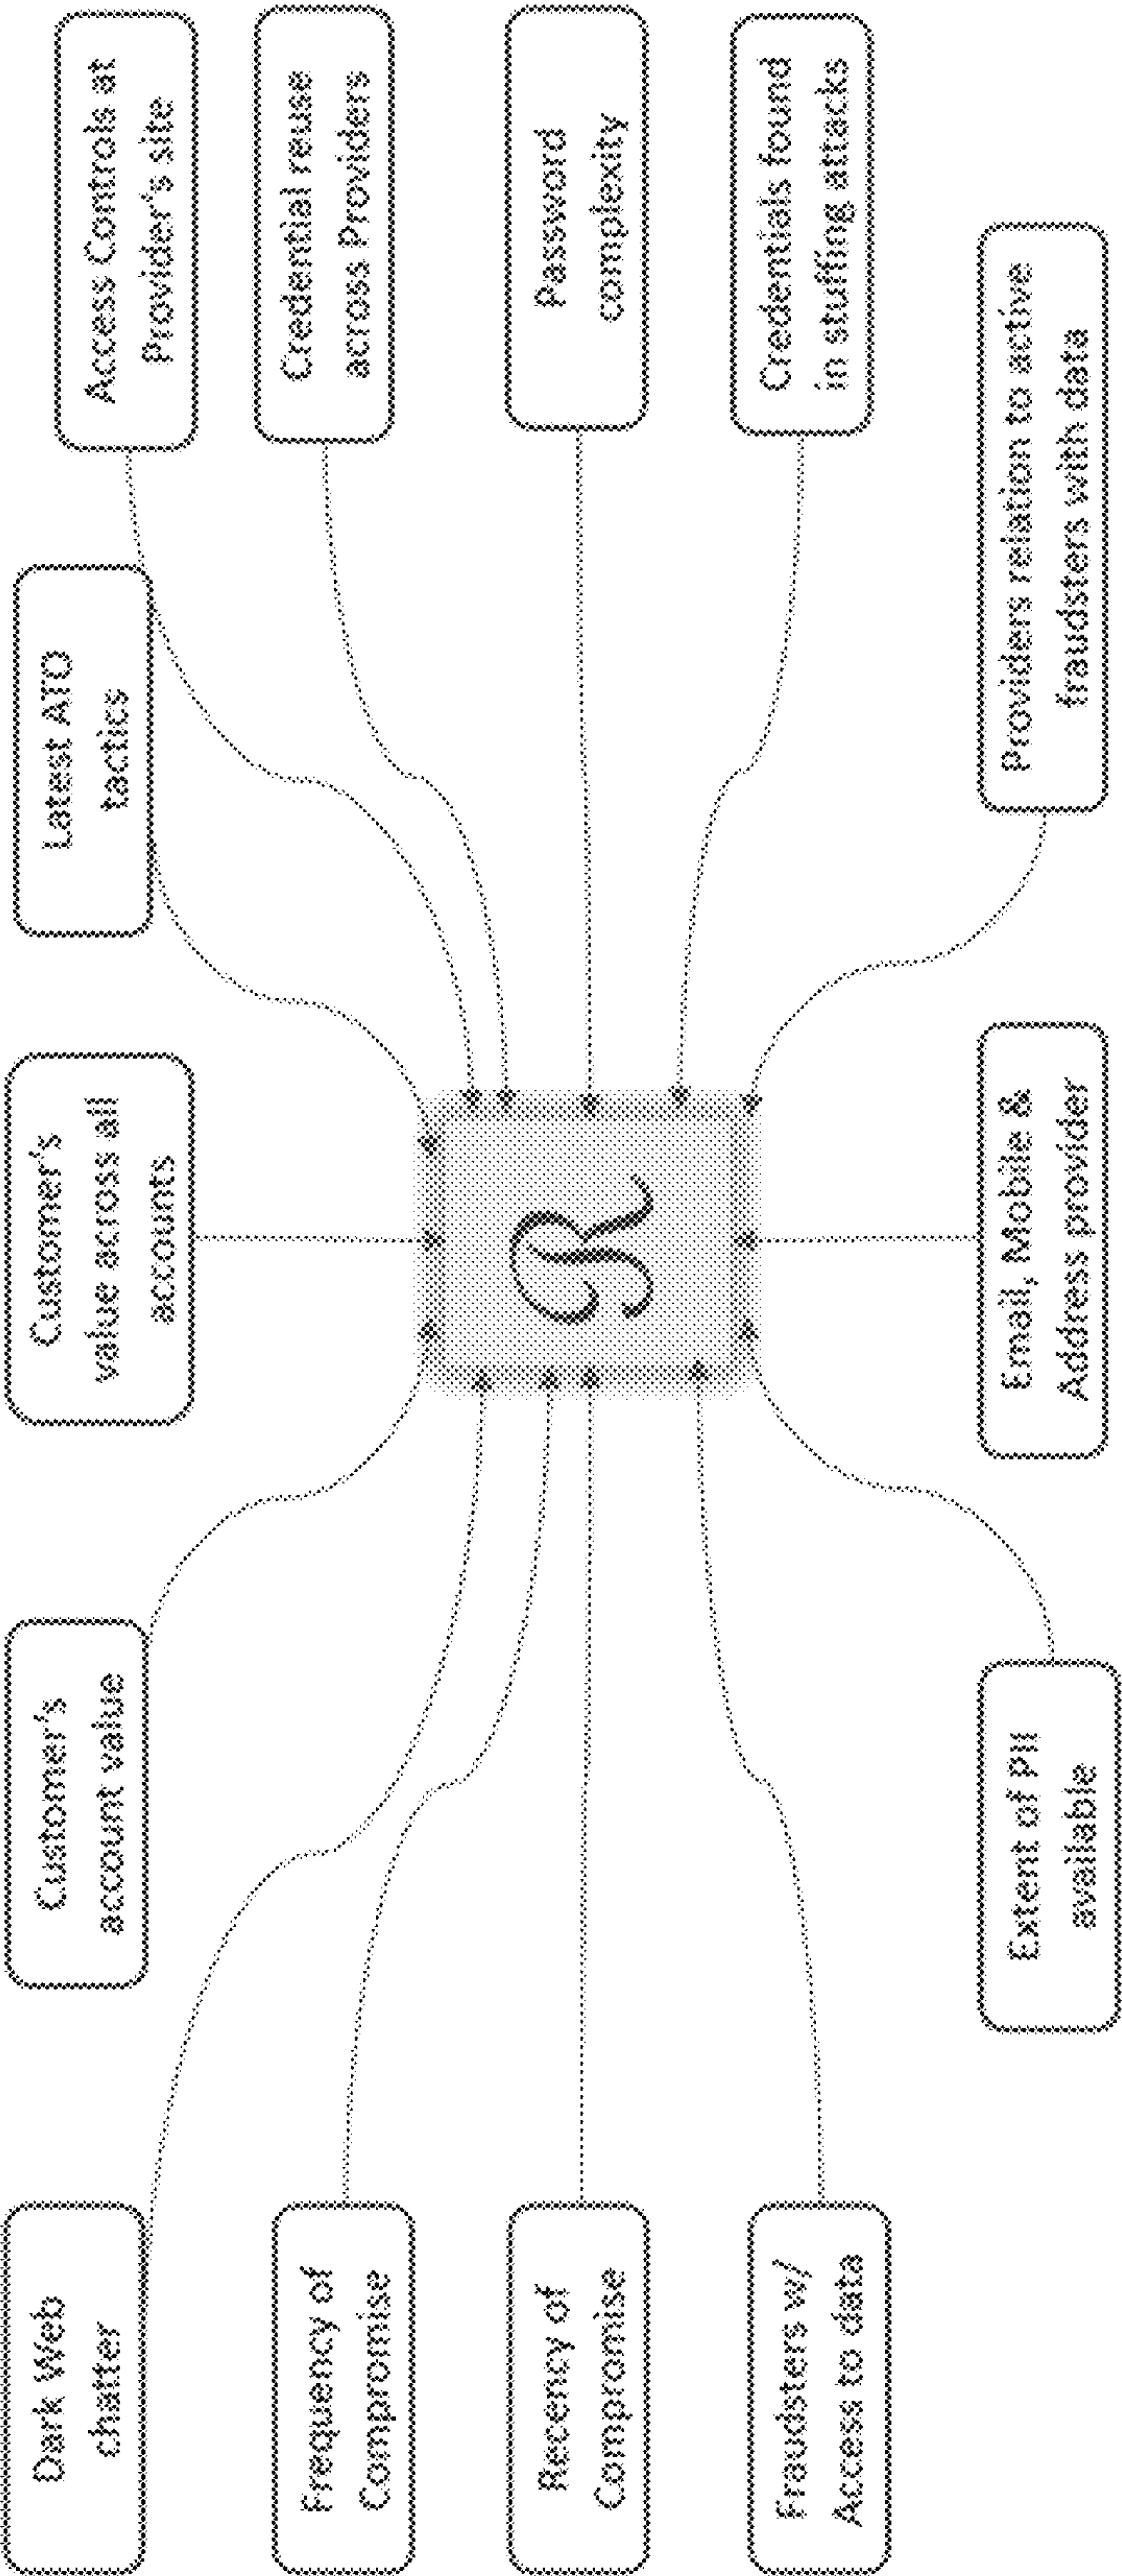 Dark Web
chatter
Customer's
account value
Customer's
value across all
accounts
Latest ATO
tactics
Access Controls at
Provider's site
Frequency of
Compromise
Credential reuse
across Providers
Recency of
Compromise
R
Password
complexity
Fraudsters w/
Access to data
Credentials found
in stuffing attacks
Extent of PII
available
Email, Mobile &
Address provider
Providers relation to active
fraudsters with data